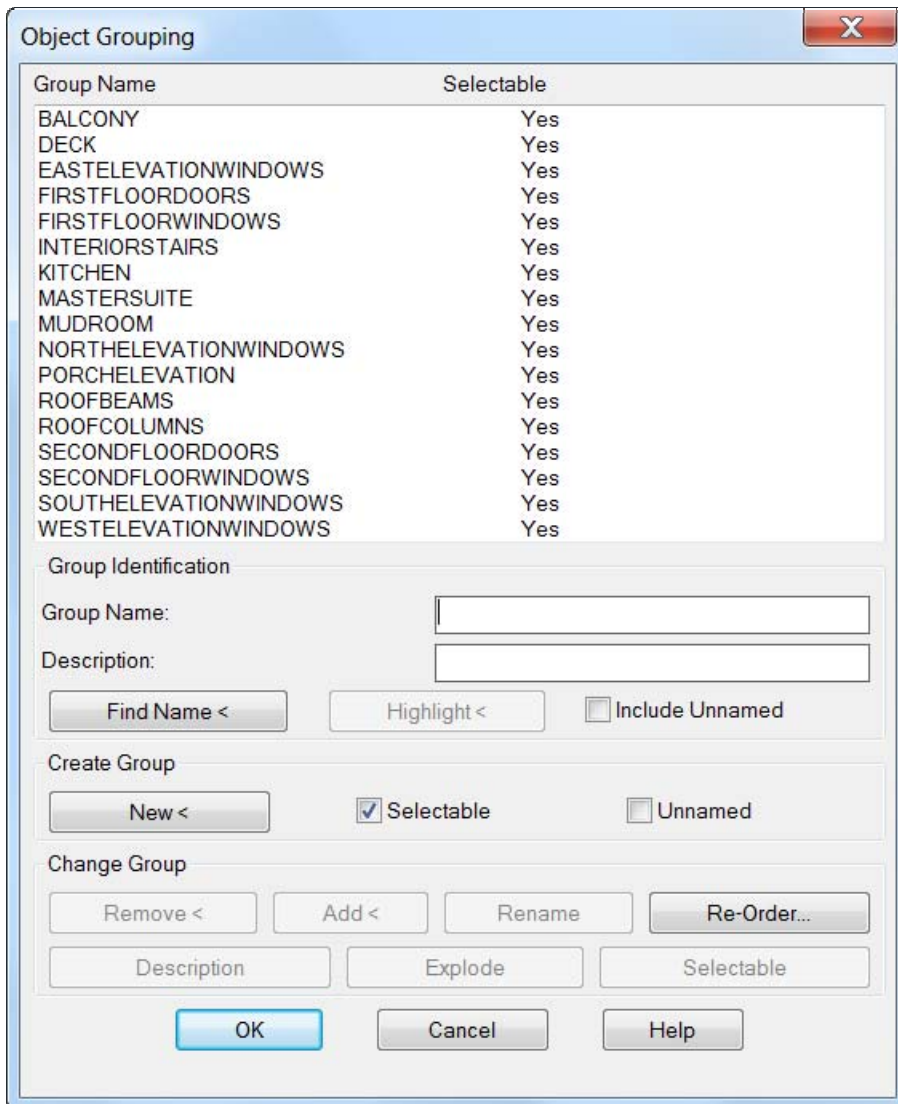 Object Grouping
X
Group Name Selectable
BALCONY Yes
DECK Yes
EASTELEVATIONWINDOWS Yes
FIRSTFLOORDOORS Yes
FIRSTFLOORWINDOWS Yes
INTERIORSTAIRS Yes
KITCHEN Yes
MASTERSUITE Yes
MUDROOM Yes
NORTHELEVATIONWINDOWS Yes
PORCHELEVATION Yes
ROOFBEAMS Yes
ROOFCOLUMNS Yes
SECONDFLOORDOORS Yes
SECONDFLOORWINDOWS Yes
SOUTHELEVATIONWINDOWS Yes
WESTELEVATIONWINDOWS Yes
Group Identification
Group Name:
Description:
Find Name < Highlight < Include Unnamed
Create Group
New < Selectable Unnamed
Change Group
Remove < Add < Rename Re-Order...
Description Explode Selectable
OK Cancel Help